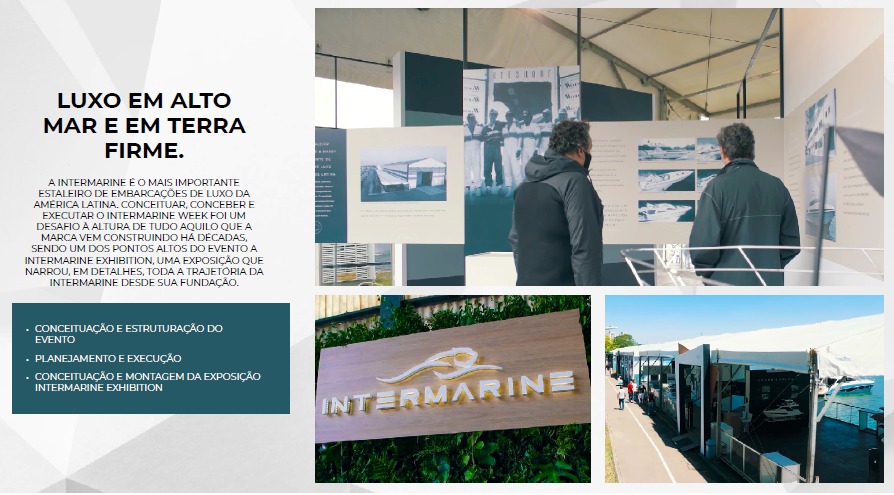 LUXO EM ALTO
MAR E EM TERRA
FIRME.
A INTERMARINE É O MAIS IMPORTANTE
ESTALEIRO DE EMBARCAÇÕES DE LUXO DA
AMÉRICA LATINA. CONCEITUAR, CONCEBER E
EXECUTAR O INTERMARINE WEEK FOI UM
DESAFIO À ALTURA DE TUDO AQUILO QUE A
MARCA VEM CONSTRUINDO HÁ DÉCADAS,
SENDO UM DOS PONTOS ALTOS DO EVENTO A
INTERMARINE EXHIBITION, UMA EXPOSIÇÃO QUE
NARROU, EM DETALHES, TODA A TRAJETÓRIA DA
INTERMARINE DESDE SUA FUNDAÇÃO.
• CONCEITUAÇÃO E ESTRUTURAÇÃO DO
EVENTO
• PLANEJAMENTO E EXECUÇÃO
• CONCEITUAÇÃO E MONTAGEM DA EXPOSIÇÃO
INTERMARINE EXHIBITION
OFFSHORE
INTERMARINE